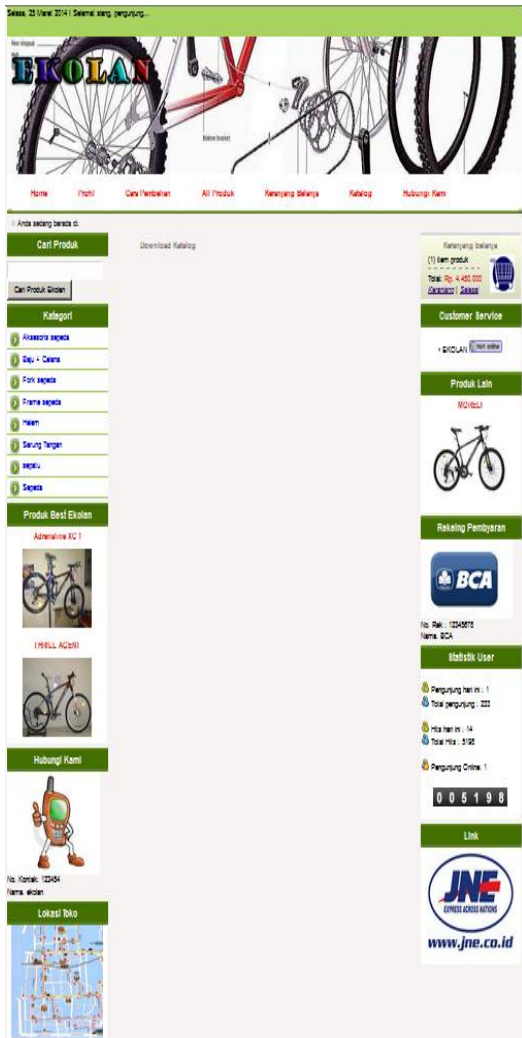 Selasa, 25 Maret 2014 | Selamat siang, pengunjung...
EKOLAN
Bottom bracket
Home
Profil
Cara Pembelian
All Produk
Keranjang Belanja
Katalog
Hubungi Kami
Anda sedang berada di:
Cari Produk
Cari Produk Ekolan
Kategori
Aksesoris sepeda
Baju + Celana
Fork sepeda
Frame sepeda
Helem
Sarung Tangan
sepatu
Sepeda
Produk Best Ekolan
Adrenaline XC 1
THRILL AGENT
Hubungi Kami
No. Kontak. 123454
Nama. ekolan
Lokasi Toko
Download Katalog
Keranjang belanja
(1) item produk
Total: Rp. 4.450.000
Keranjang | Selesai
Customer Service
EKOLAN
Produk Lain
Rekeing Pembyaran
BCA
No. Rek : 12345678
Nama. BCA
Statistik User
Pengunjung hari ini : 1
Total pengunjung : 233
Hits hari ini : 14
Total Hits : 5198
Pengunjung Online. 1
005198
Link
JNE
EXPRESS ACROSS NATIONS
www.jne.co.id